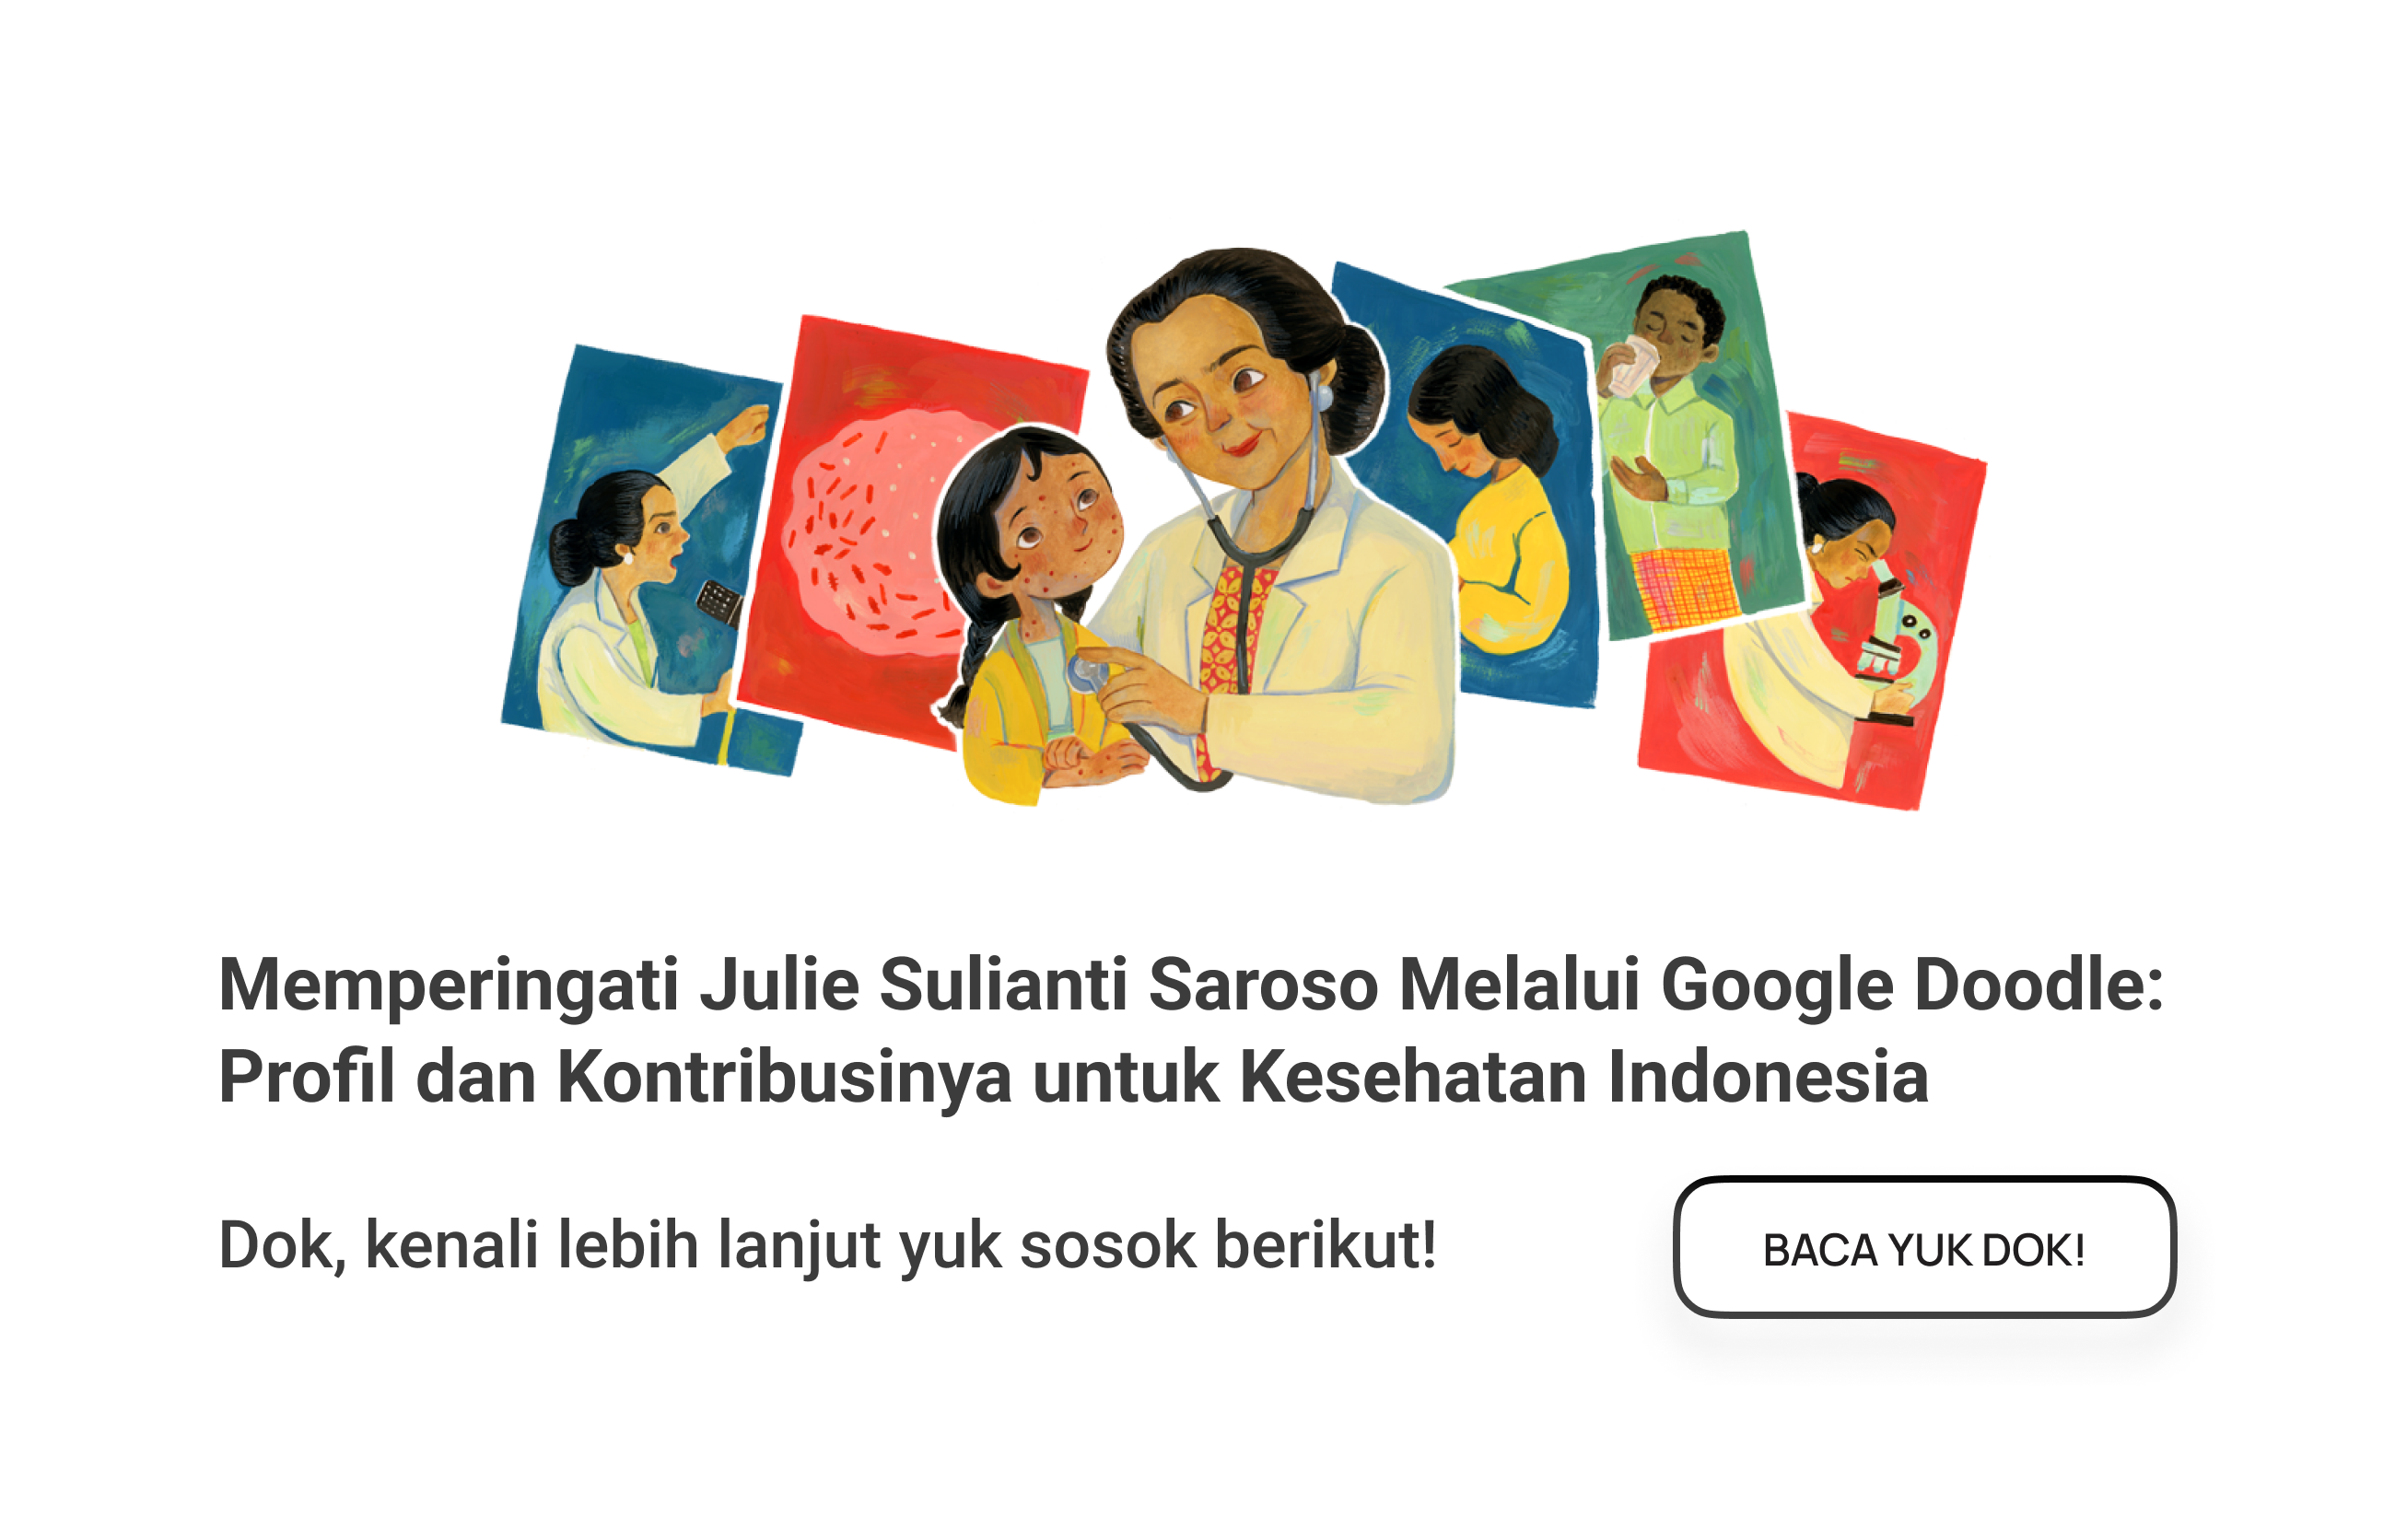 Memperingati Julie Sulianti Saroso Melalui Google Doodle:
Profil dan Kontribusinya untuk Kesehatan Indonesia
Dok, kenali lebih lanjut yuk sosok berikut!
BACA YUK DOK!